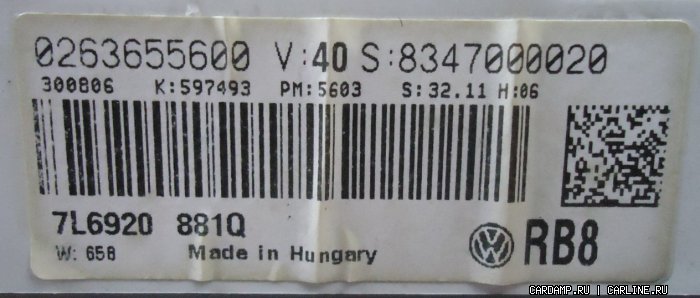 0263655600 V:40 S:8347000020
300806 K:597493 PM:5603 S:32.11 H:06
7L6920 881Q
RB8
W: 658 Made in Hungary
CARDAMP.RU | CARLINE.RU